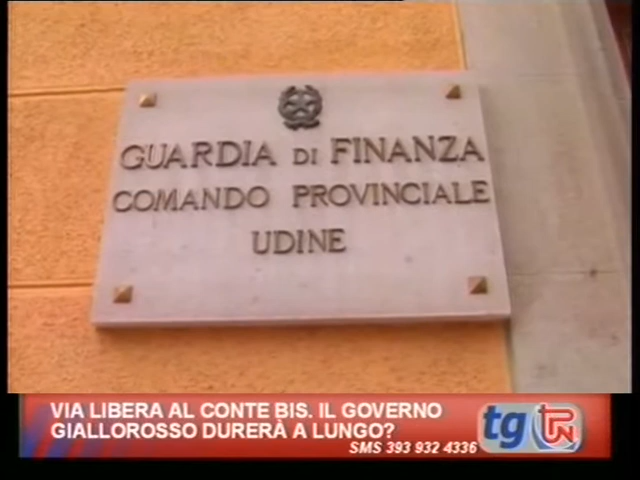 GUARDIA DI FINANZA
COMANDO PROVINCIALE
UDINE
VIA LIBERA AL CONTE BIS. IL GOVERNO
GIALLOROSSO DURERÀ A LUNGO?
SMS 393 932 4336
tg TPN